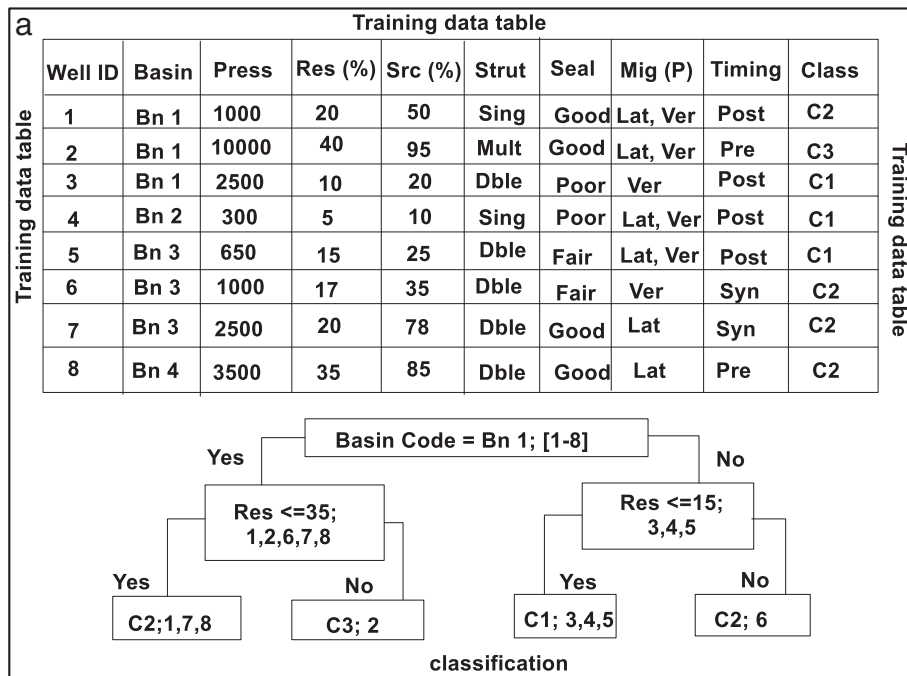 a
Training data table
Well ID Basin Press Res (%) Src (%) Strut Seal Mig (P) Timing Class
1 Bn 1 1000 20 50 Sing Good Lat, Ver Post C2
2 Bn 1 10000 40 95 Mult Good Lat, Ver Pre C3
3 Bn 1 2500 10 20 Dble Poor Ver Post C1
4 Bn 2 300 5 10 Sing Poor Lat, Ver Post C1
5 Bn 3 650 15 25 Dble Fair Lat, Ver Post C1
6 Bn 3 1000 17 35 Dble Fair Ver Syn C2
7 Bn 3 2500 20 78 Dble Good Lat Syn C2
8 Bn 4 3500 35 85 Dble Good Lat Pre C2
Training data table
Training data table
Basin Code = Bn 1; [1-8]
Yes No
Res <=35;
1,2,6,7,8
Res <=15;
3,4,5
Yes No Yes No
C2;1,7,8 C3; 2 C1; 3,4,5 C2; 6
classification